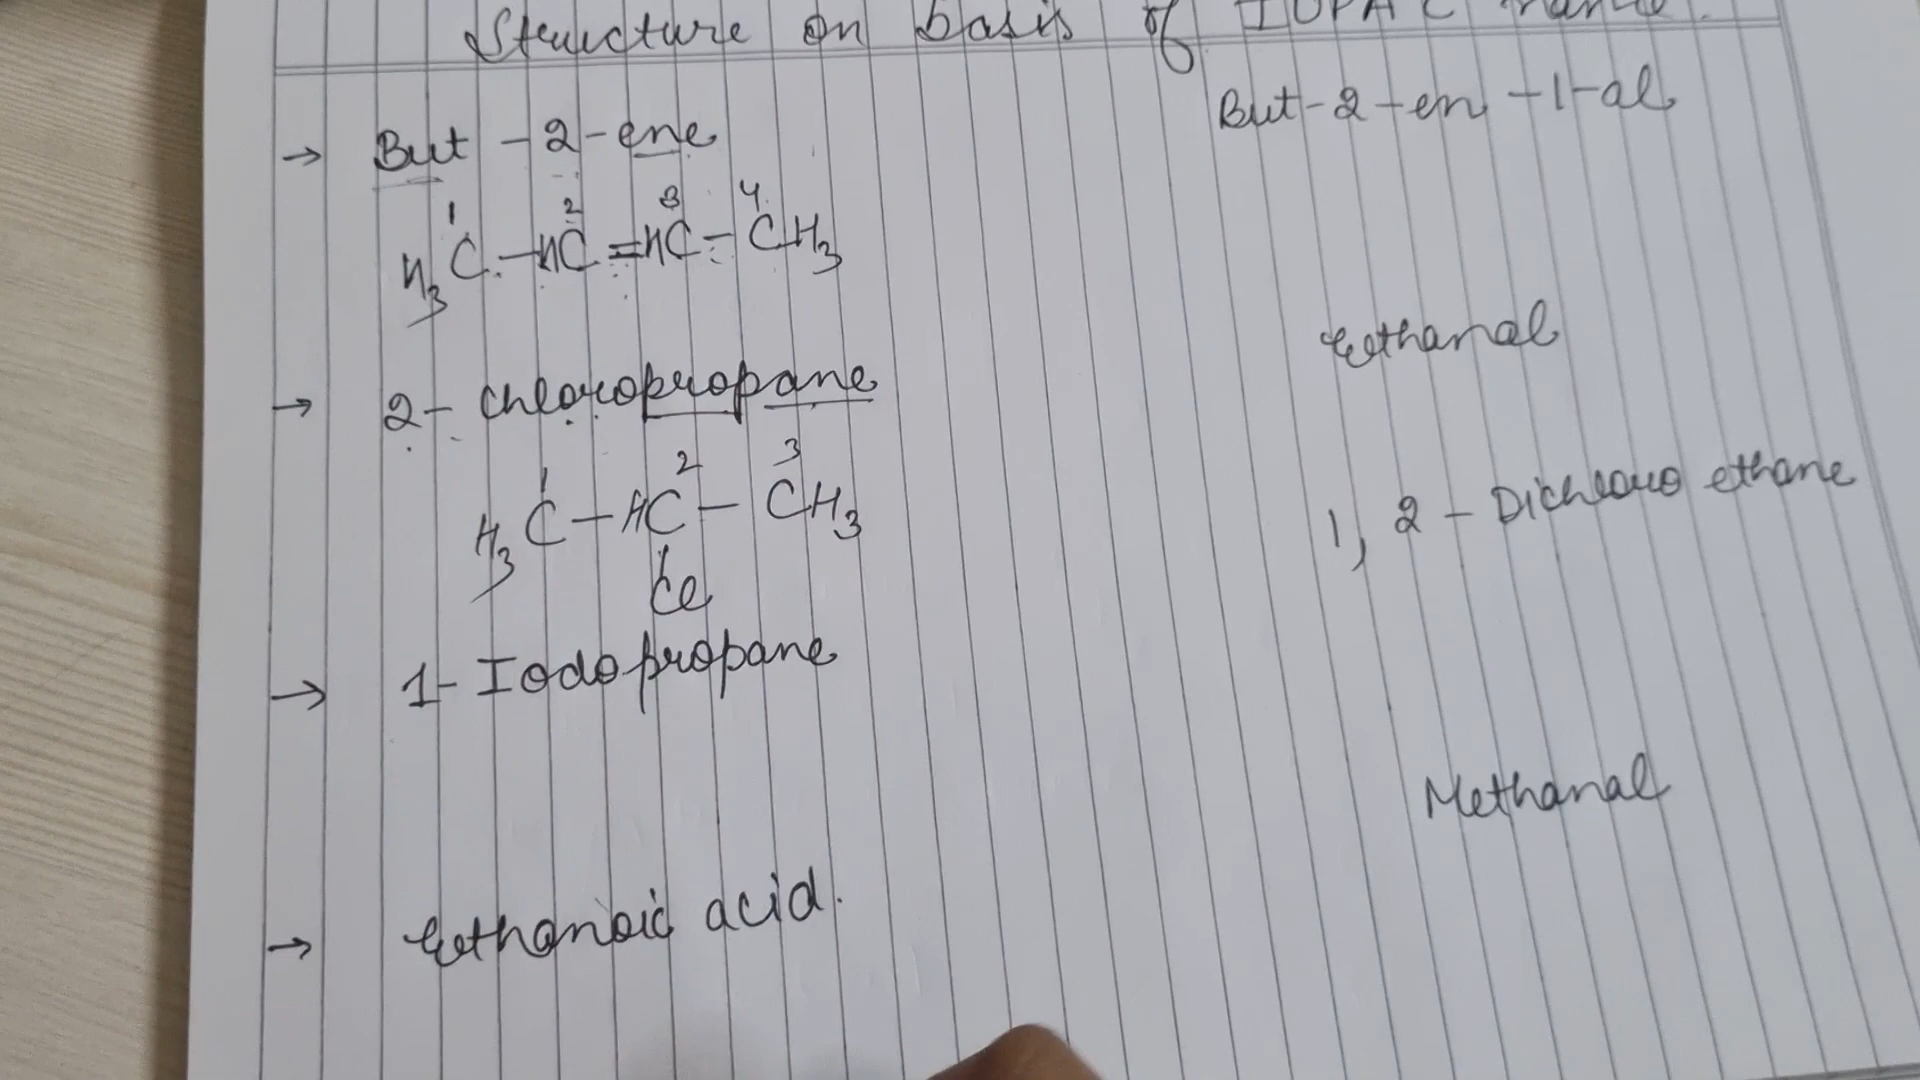 Structure on basis of IUPAC name.
→ But-2-ene
1 2 3 4
H3C-HC=HC-CH3
→ 2-chloropropane
1 2 3
H3C-HC-CH3
Cl
→ 1-Iodopropane
→ Ethanoic acid.
But-2-en-1-al
Ethanal
1, 2-Dichloro ethane
Methanal